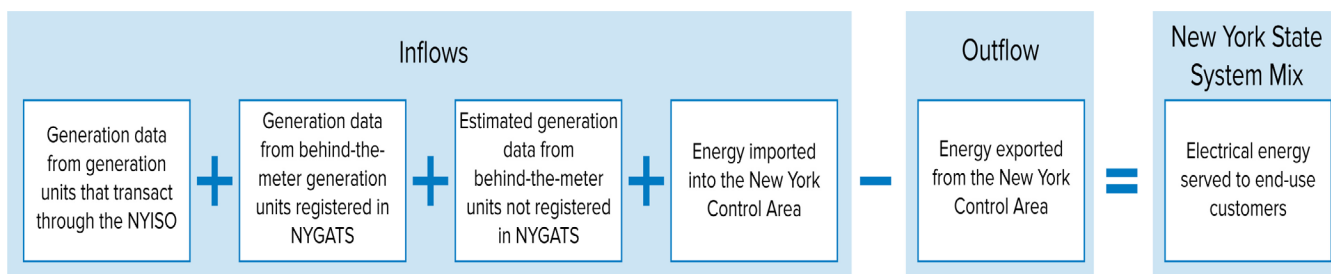 Inflows
Generation data
from generation
units that transact
through the NYISO
+
Generation data
from behind-the-
meter generation
units registered in
NYGATS
+
Estimated generation
data from
behind-the-meter
units not registered
in NYGATS
+
Energy imported
into the New York
Control Area
–
Outflow
Energy exported
from the New York
Control Area
=
New York State
System Mix
Electrical energy
served to end-use
customers